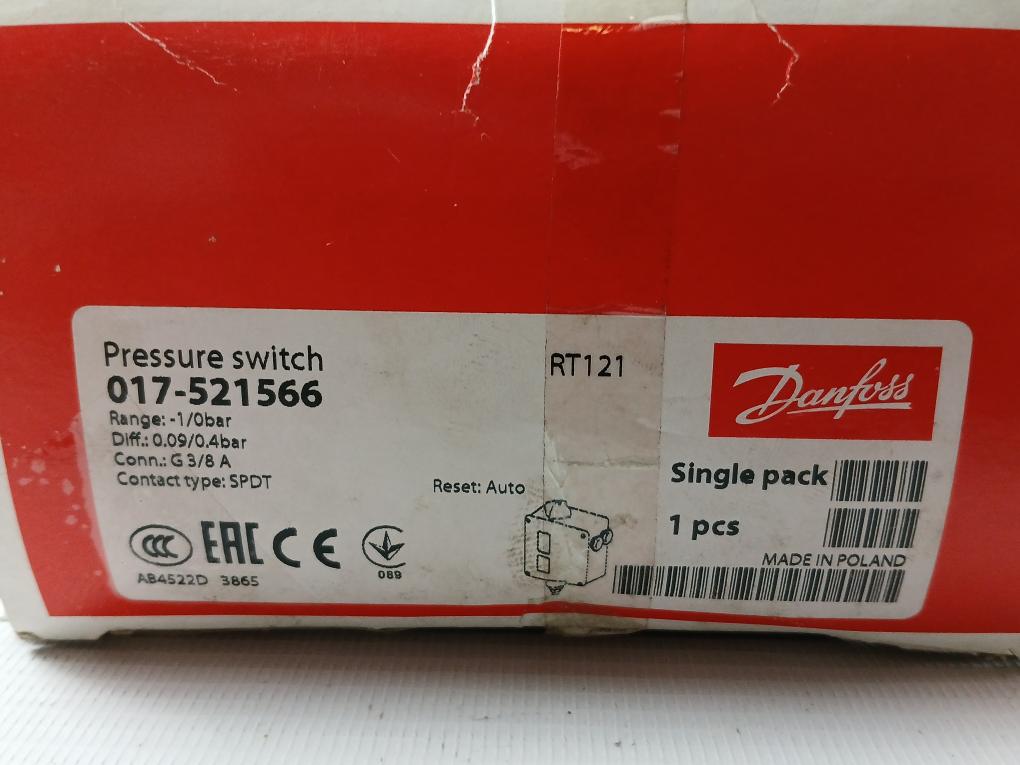 Pressure switch
017-521566
RT121
Range: -1/0bar
Diff.: 0.09/0.4bar
Conn.: G 3/8 A
Contact type: SPDT
Reset: Auto
Danfoss
Single pack
1 pcs
MADE IN POLAND
CCC EAC CE
089
AB4522D 3865